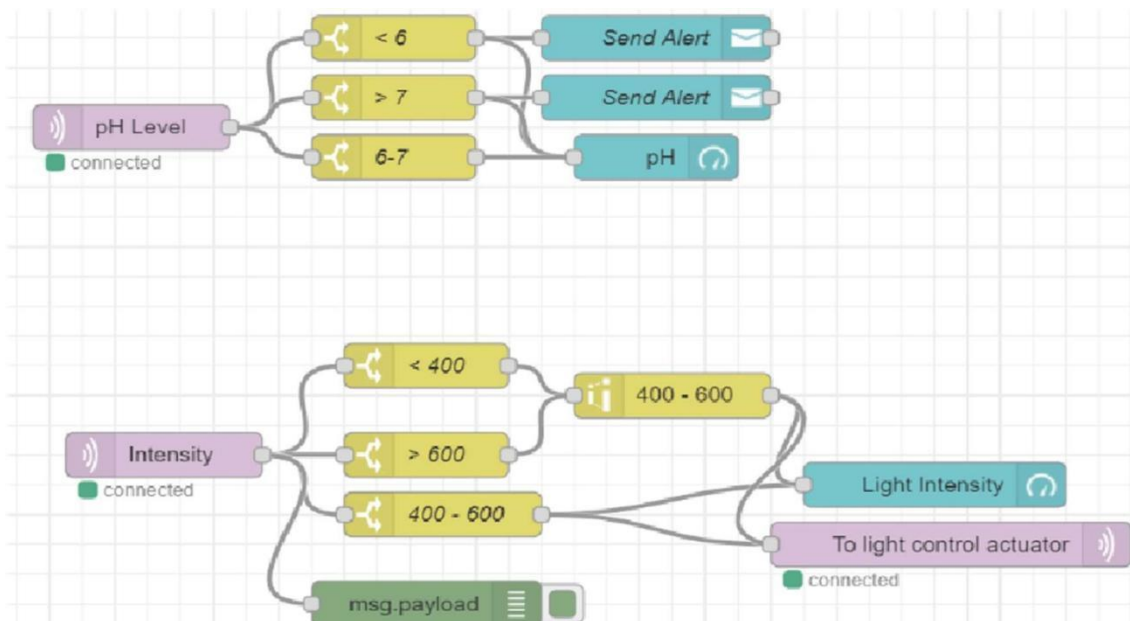 < 6
Send Alert
> 7
Send Alert
pH Level
connected
6-7
pH
< 400
400 - 600
Intensity
connected
> 600
400 - 600
Light Intensity
To light control actuator
connected
msg.payload